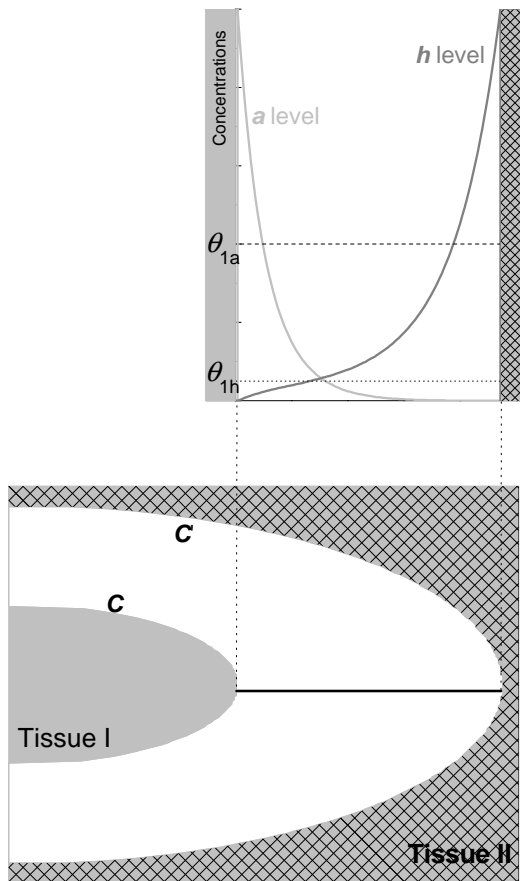 Concentrations
h level
a level
θ1a
θ1h
C'
C
Tissue I
Tissue II